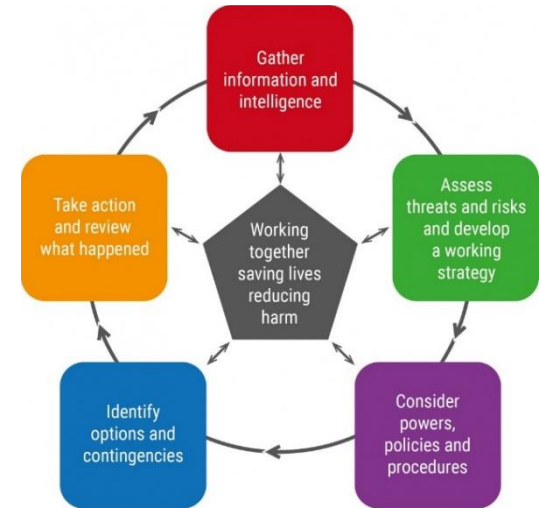 Gather
information and
intelligence
Assess
threats and risks
and develop
a working
strategy
Consider
powers,
policies and
procedures
Identify
options and
contingencies
Take action
and review
what happened
Working
together
saving lives
reducing
harm